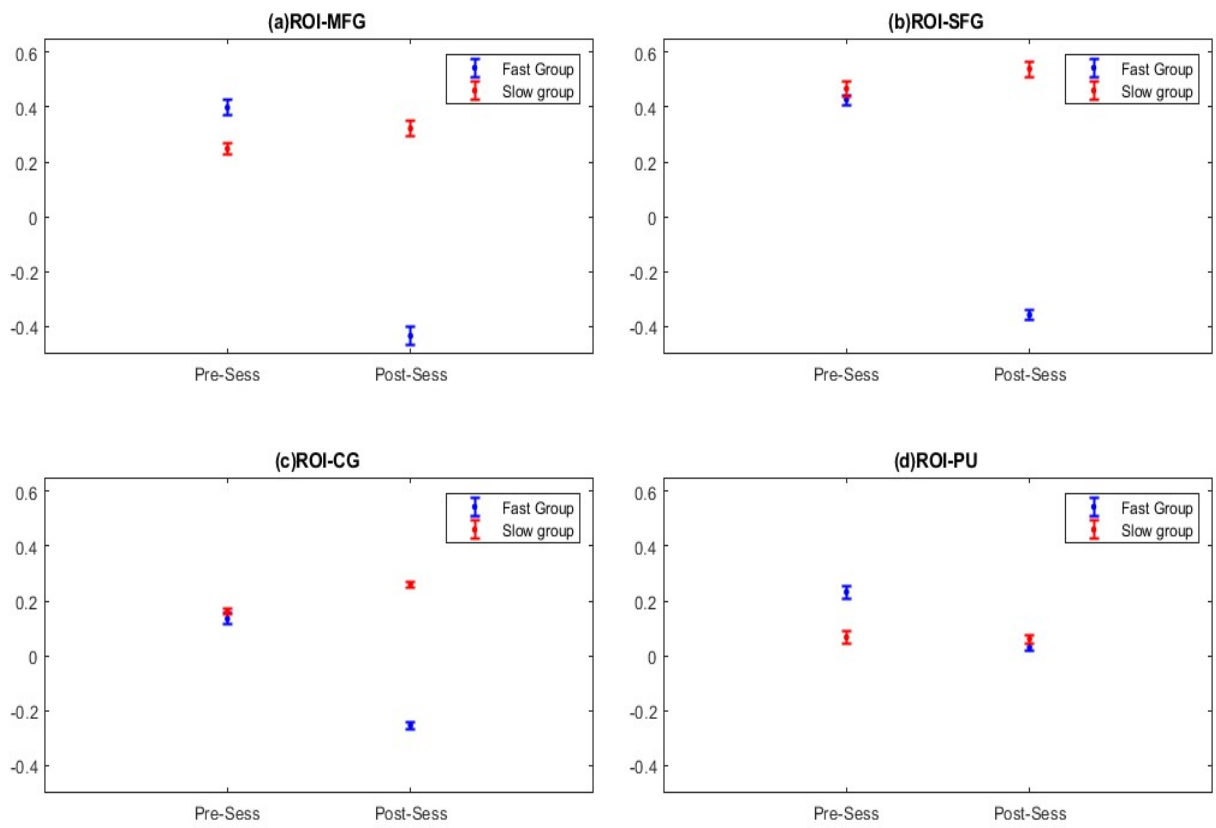 (a)ROI-MFG
0.6
0.4
0.2
0
-0.2
-0.4
Pre-Sess
Post-Sess
Fast Group
Slow group
(b)ROI-SFG
0.6
0.4
0.2
0
-0.2
-0.4
Pre-Sess
Post-Sess
Fast Group
Slow group
(c)ROI-CG
0.6
0.4
0.2
0
-0.2
-0.4
Pre-Sess
Post-Sess
Fast Group
Slow group
(d)ROI-PU
0.6
0.4
0.2
0
-0.2
-0.4
Pre-Sess
Post-Sess
Fast Group
Slow group